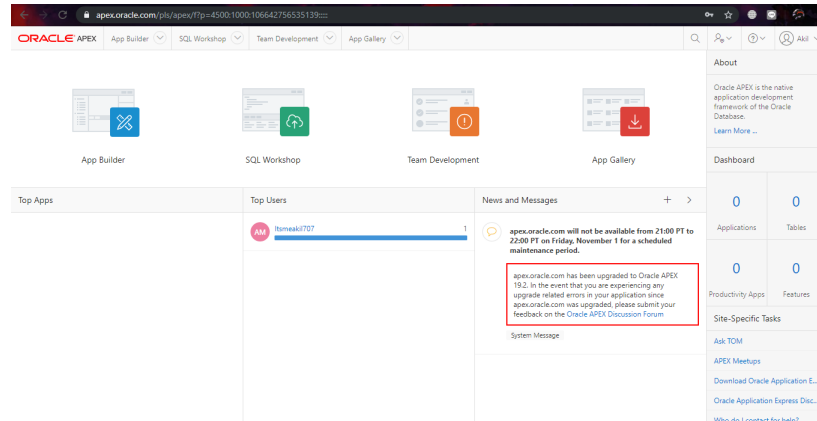 apex.oracle.com/pls/apex/f?p=4500:1000:106642756535139::::
ORACLE APEX App Builder SQL Workshop Team Development App Gallery Akil
App Builder
SQL Workshop
Team Development
App Gallery
Top Apps
Top Users
AM Itsmeakil707 1
News and Messages
apex.oracle.com will not be available from 21:00 PT to
22:00 PT on Friday, November 1 for a scheduled
maintenance period.
apex.oracle.com has been upgraded to Oracle APEX
19.2. In the event that you are experiencing any
upgrade related errors in your application since
apex.oracle.com was upgraded, please submit your
feedback on the Oracle APEX Discussion Forum
System Message
About
Oracle APEX is the native
application development
framework of the Oracle
Database.
Learn More ...
Dashboard
0 0
Applications Tables
0 0
Productivity Apps Features
Site-Specific Tasks
Ask TOM
APEX Meetups
Download Oracle Application E...
Oracle Application Express Disc...
Who do I contact for help?